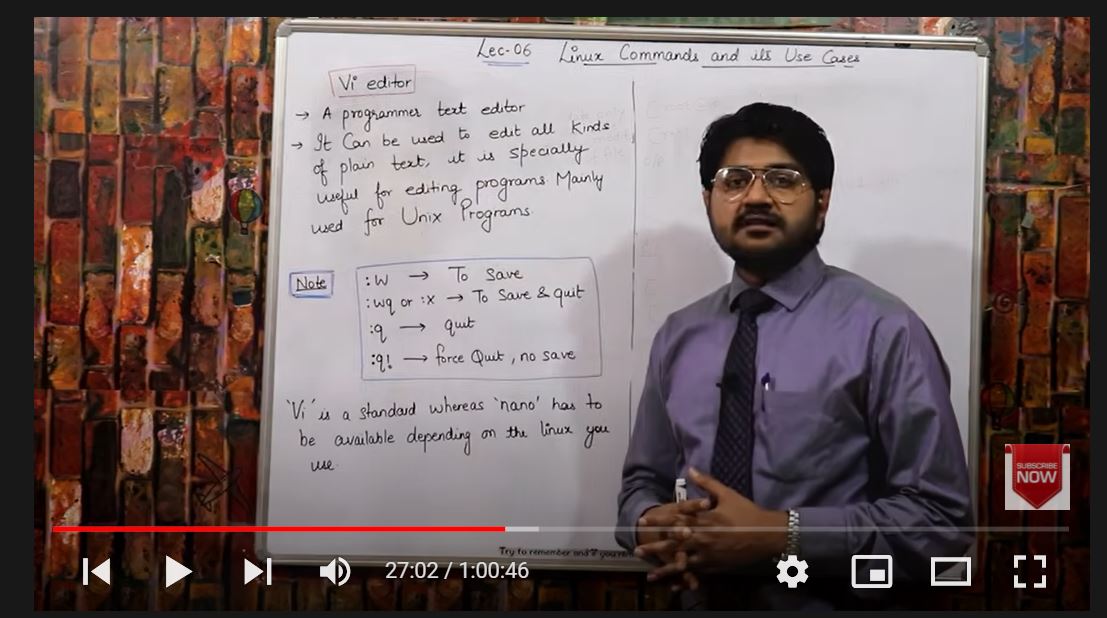 Lec-06 Linux Commands and its Use Cases
Vi editor
→ A programmer text editor
→ It Can be used to edit all kinds
of plain text, it is specially
useful for editing programs. Mainly
used for Unix Programs.
Note
:w → To Save
:wq or :x → To Save & quit
:q → quit
:q! → force Quit, no save
'Vi' is a standard whereas 'nano' has to
be available depending on the linux you
use.
SUBSCRIBE
NOW
Try to remember and if you
27:02 / 1:00:46